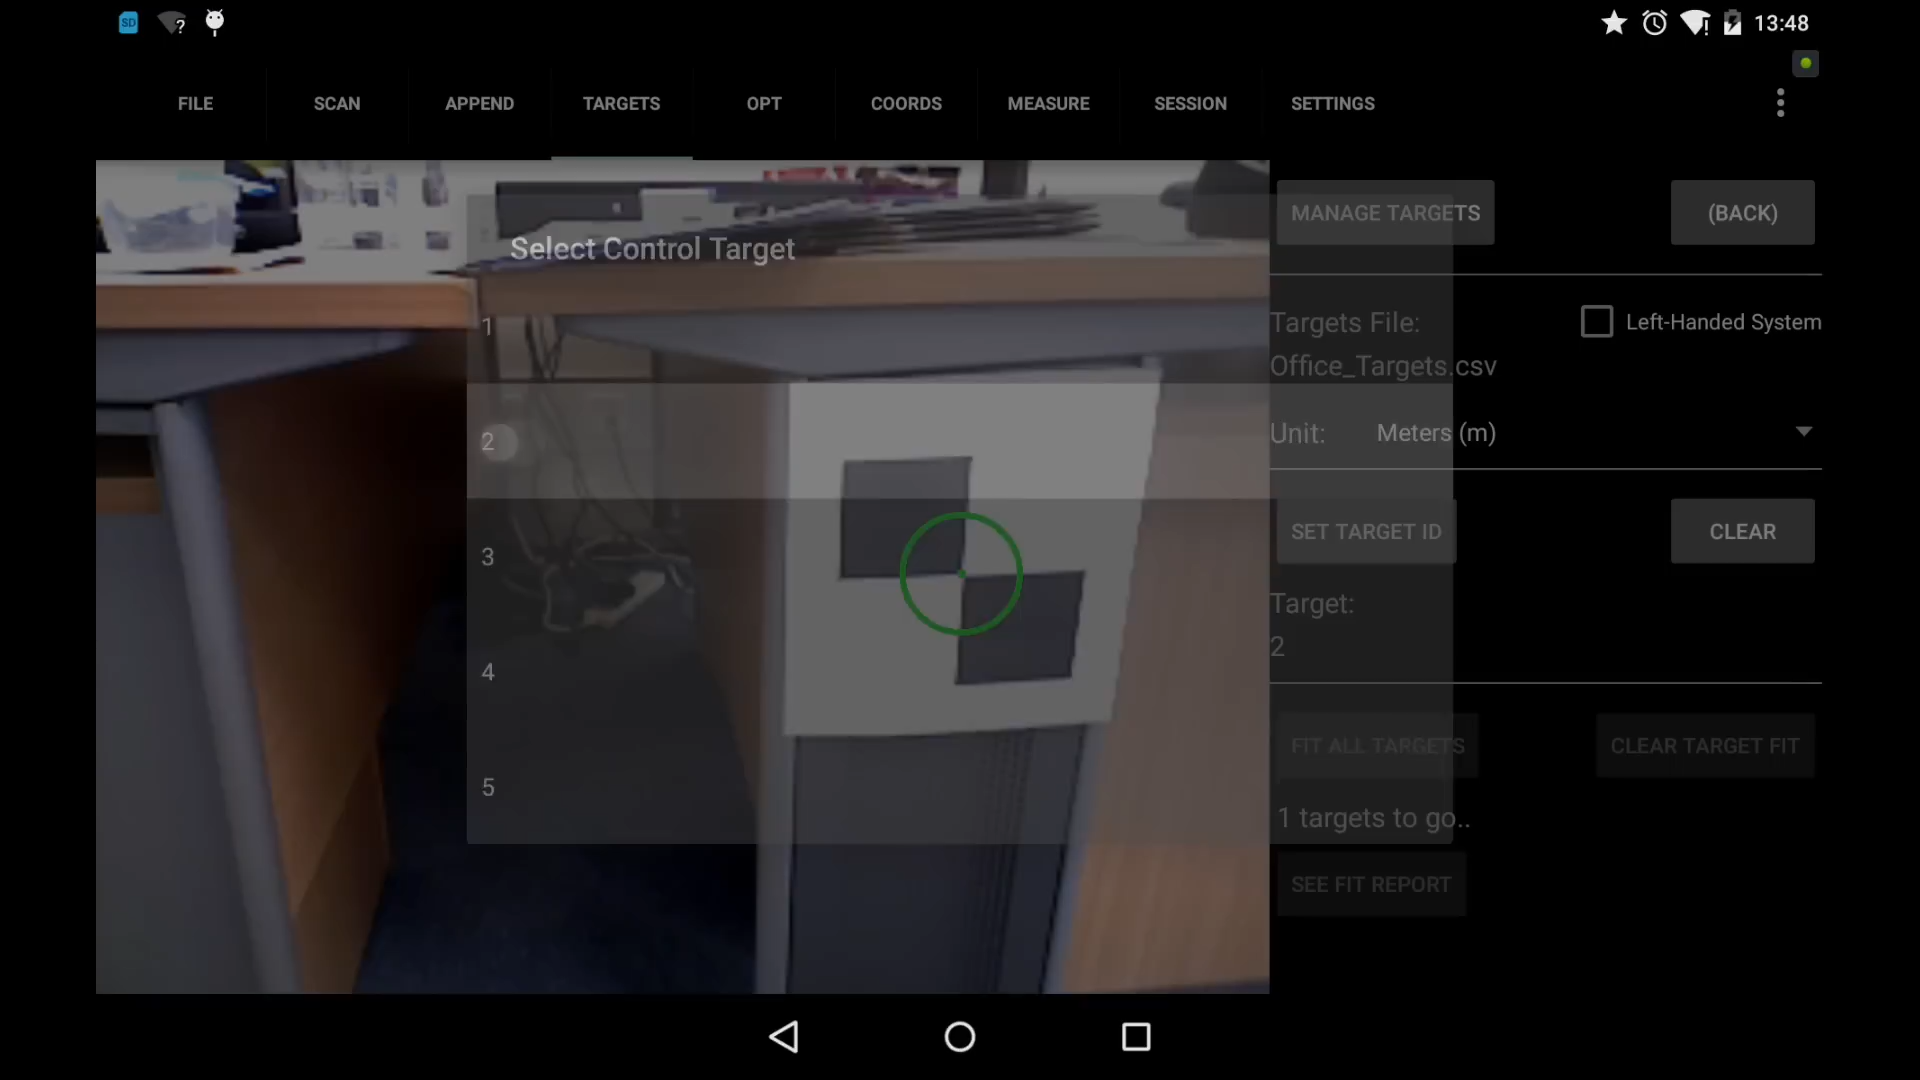 SD
?
13:48
FILE
SCAN
APPEND
TARGETS
OPT
COORDS
MEASURE
SESSION
SETTINGS
Select Control Target
1
2
3
4
5
MANAGE TARGETS
(BACK)
Targets File:
Left-Handed System
Office_Targets.csv
Unit: Meters (m)
SET TARGET ID
CLEAR
Target:
2
FIT ALL TARGETS
CLEAR TARGET FIT
1 targets to go..
SEE FIT REPORT